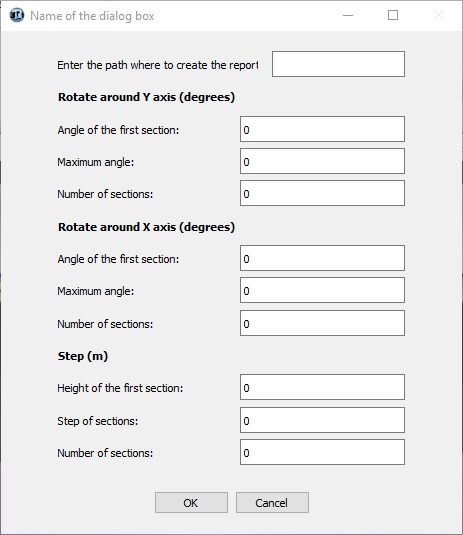 Name of the dialog box
Enter the path where to create the report
Rotate around Y axis (degrees)
Angle of the first section: 0
Maximum angle: 0
Number of sections: 0
Rotate around X axis (degrees)
Angle of the first section: 0
Maximum angle: 0
Number of sections: 0
Step (m)
Height of the first section: 0
Step of sections: 0
Number of sections: 0
OK Cancel